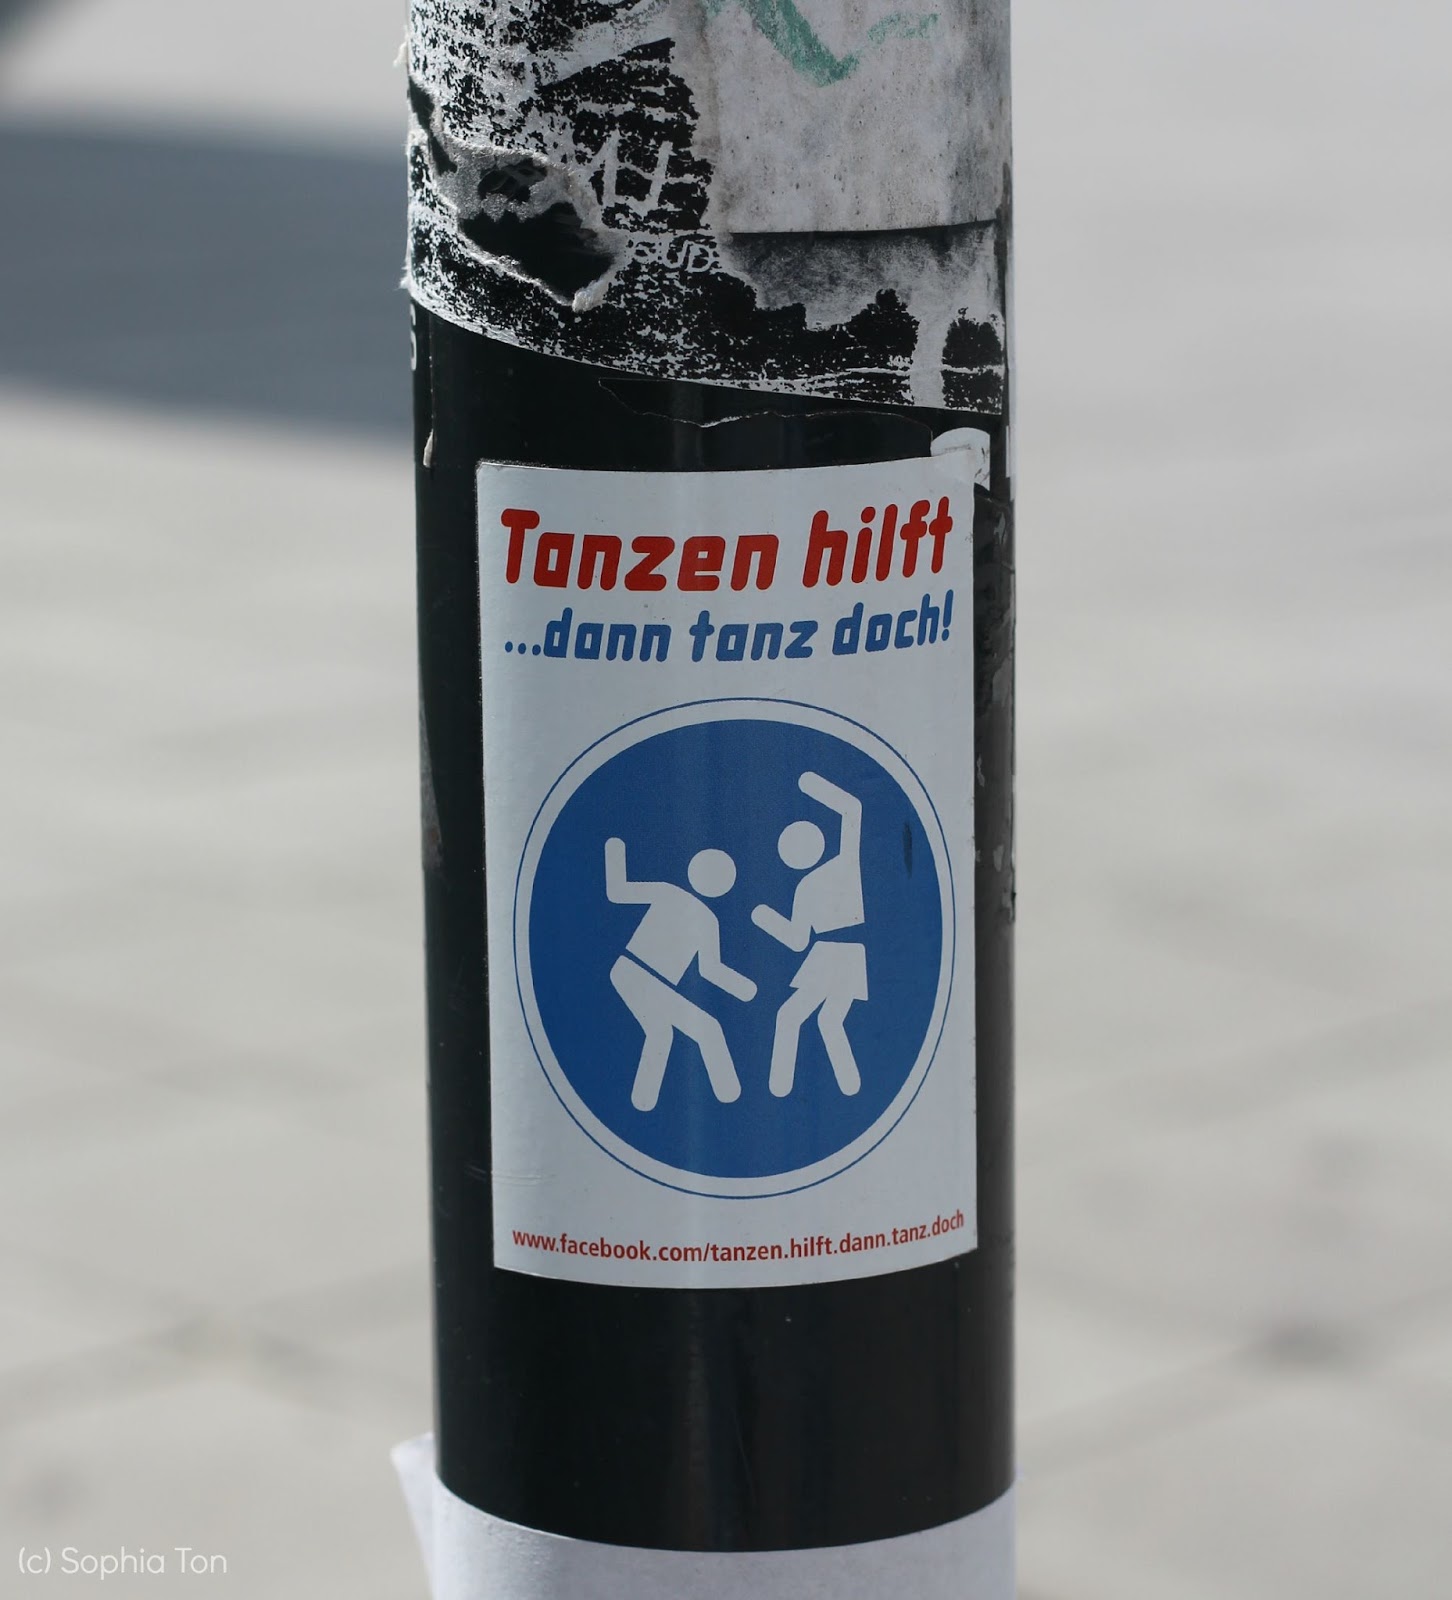 Tanzen hilft
...dann tanz doch!
www.facebook.com/tanzen.hilft.dann.tanz.doch
(c) Sophia Ton